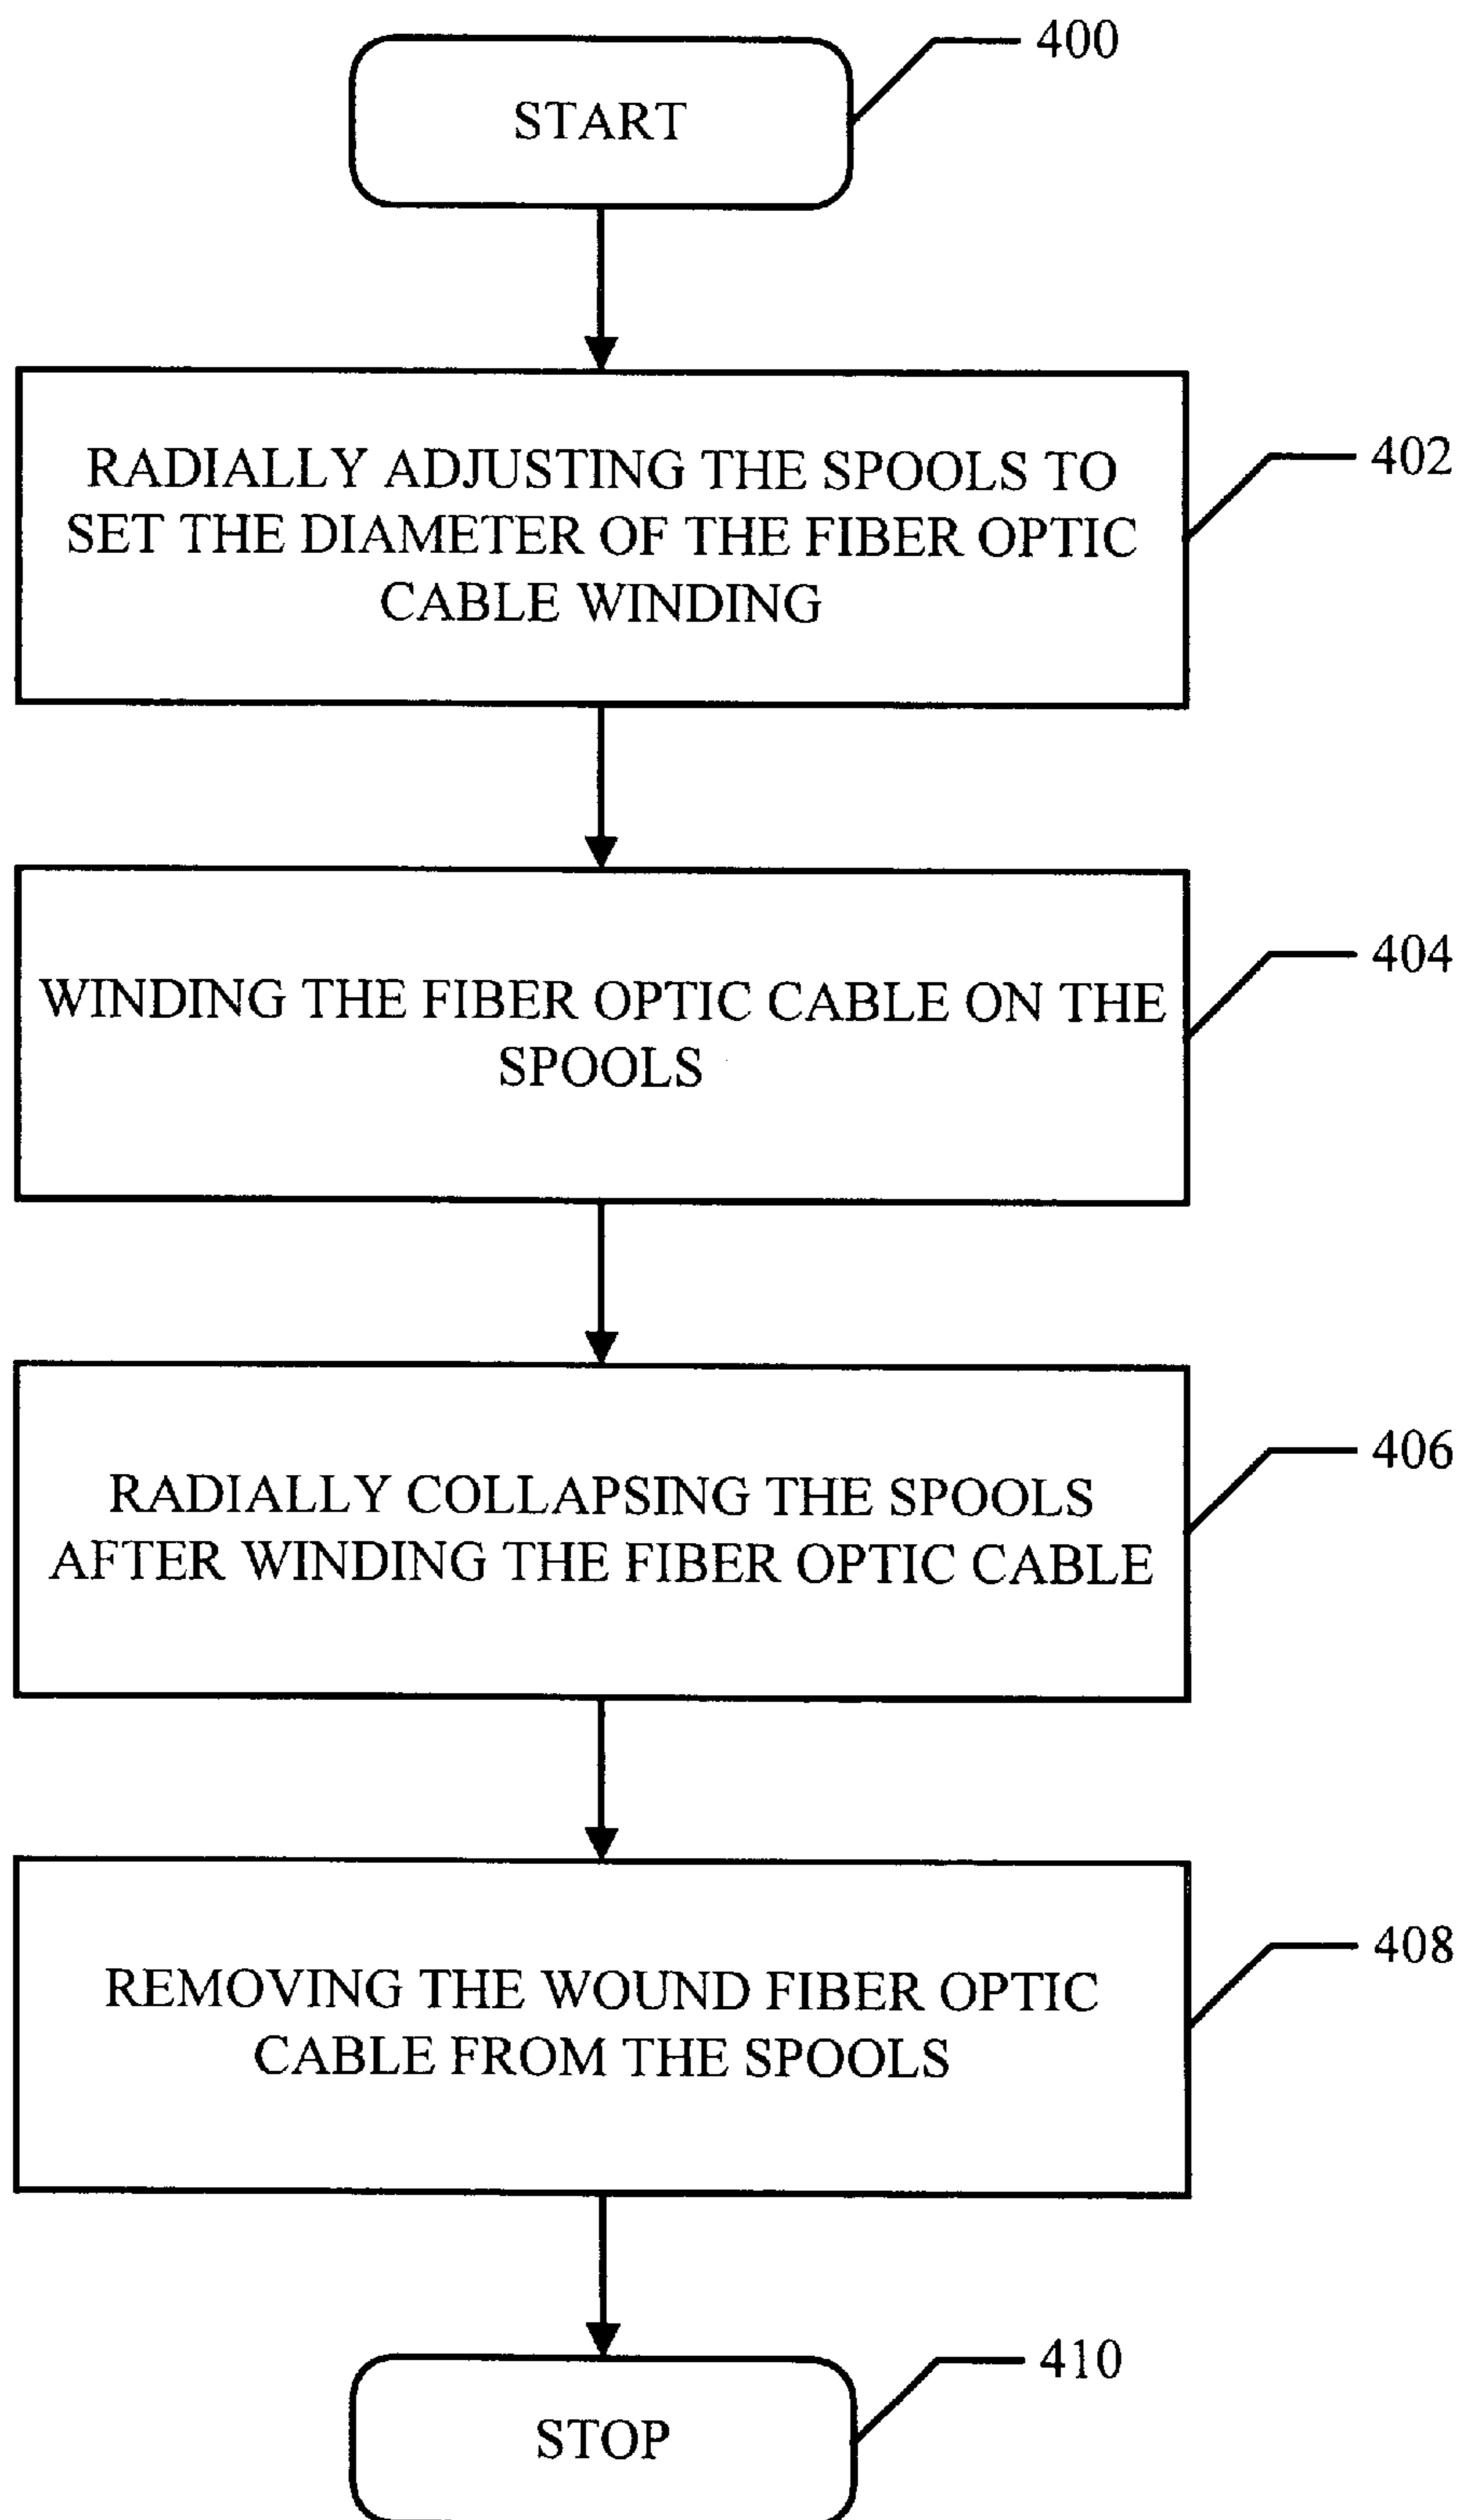 START
400
RADIALLY ADJUSTING THE SPOOLS TO
SET THE DIAMETER OF THE FIBER OPTIC
CABLE WINDING
402
WINDING THE FIBER OPTIC CABLE ON THE
SPOOLS
404
RADIALLY COLLAPSING THE SPOOLS
AFTER WINDING THE FIBER OPTIC CABLE
406
REMOVING THE WOUND FIBER OPTIC
CABLE FROM THE SPOOLS
408
STOP
410